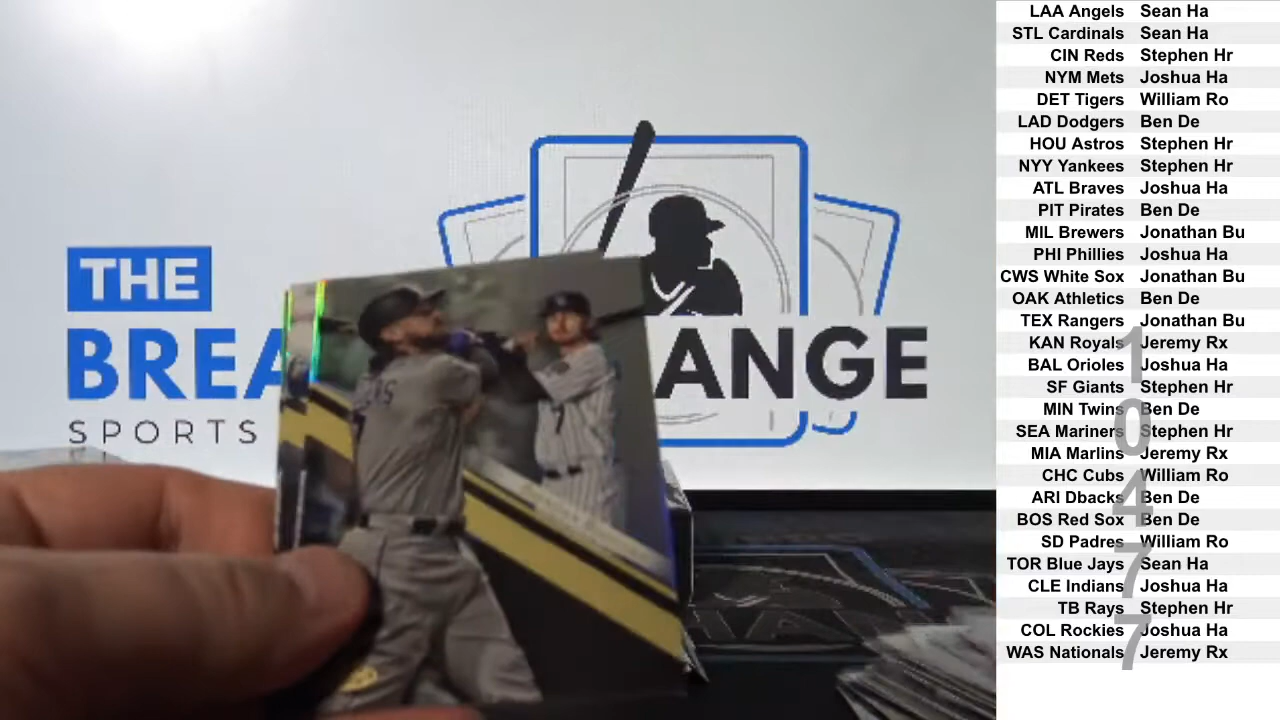 THE
BREA ANGE
SPORTS
7
LAA Angels Sean Ha
STL Cardinals Sean Ha
CIN Reds Stephen Hr
NYM Mets Joshua Ha
DET Tigers William Ro
LAD Dodgers Ben De
HOU Astros Stephen Hr
NYY Yankees Stephen Hr
ATL Braves Joshua Ha
PIT Pirates Ben De
MIL Brewers Jonathan Bu
PHI Phillies Joshua Ha
CWS White Sox Jonathan Bu
OAK Athletics Ben De
TEX Rangers Jonathan Bu
KAN Royals Jeremy Rx
BAL Orioles Joshua Ha
SF Giants Stephen Hr
MIN Twins Ben De
SEA Mariners Stephen Hr
MIA Marlins Jeremy Rx
CHC Cubs William Ro
ARI Dbacks Ben De
BOS Red Sox Ben De
SD Padres William Ro
TOR Blue Jays Sean Ha
CLE Indians Joshua Ha
TB Rays Stephen Hr
COL Rockies Joshua Ha
WAS Nationals Jeremy Rx
10477